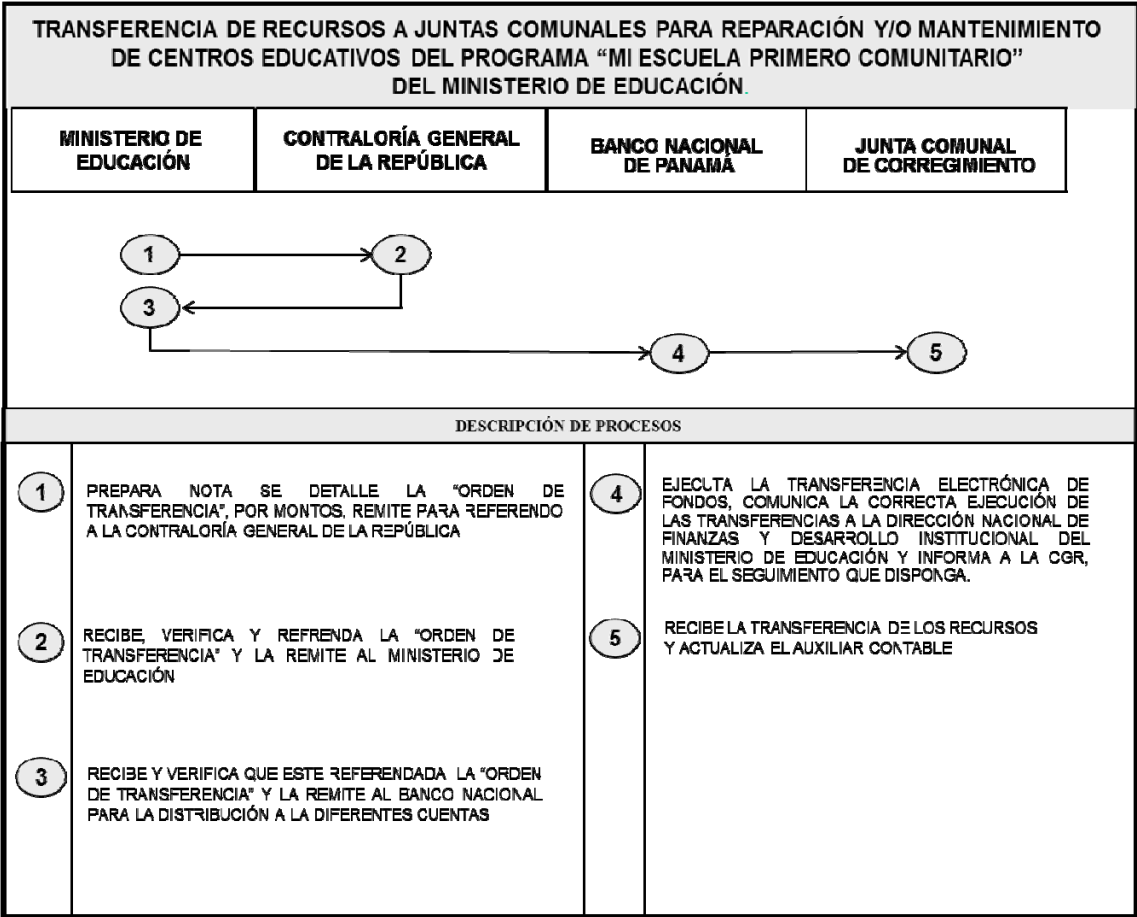 TRANSFERENCIA DE RECURSOS A JUNTAS COMUNALES PARA REPARACIÓN Y/O MANTENIMIENTO
DE CENTROS EDUCATIVOS DEL PROGRAMA “MI ESCUELA PRIMERO COMUNITARIO”
DEL MINISTERIO DE EDUCACIÓN.
MINISTERIO DE
EDUCACIÓN
CONTRALORÍA GENERAL
DE LA REPÚBLICA
BANCO NACIONAL
DE PANAMÁ
JUNTA COMUNAL
DE CORREGIMIENTO
1
2
3
4
5
DESCRIPCIÓN DE PROCESOS
1
PREPARA NOTA SE DETALLE LA “ORDEN DE
TRANSFERENCIA”, POR MONTOS, REMITE PARA REFERENDO
A LA CONTRALORÍA GENERAL DE LA REPÚBLICA
2
RECIBE, VERIFICA Y REFRENDA LA “ORDEN DE
TRANSFERENCIA” Y LA REMITE AL MINISTERIO DE
EDUCACIÓN
3
RECIBE Y VERIFICA QUE ESTE REFERENDADA LA “ORDEN
DE TRANSFERENCIA” Y LA REMITE AL BANCO NACIONAL
PARA LA DISTRIBUCIÓN A LA DIFERENTES CUENTAS
4
EJECUTA LA TRANSFERENCIA ELECTRÓNICA DE
FONDOS, COMUNICA LA CORRECTA EJECUCIÓN DE
LAS TRANSFERENCIAS A LA DIRECCIÓN NACIONAL DE
FINANZAS Y DESARROLLO INSTITUCIONAL DEL
MINISTERIO DE EDUCACIÓN Y INFORMA A LA CGR,
PARA EL SEGUIMIENTO QUE DISPONGA.
5
RECIBE LA TRANSFERENCIA DE LOS RECURSOS
Y ACTUALIZA EL AUXILIAR CONTABLE